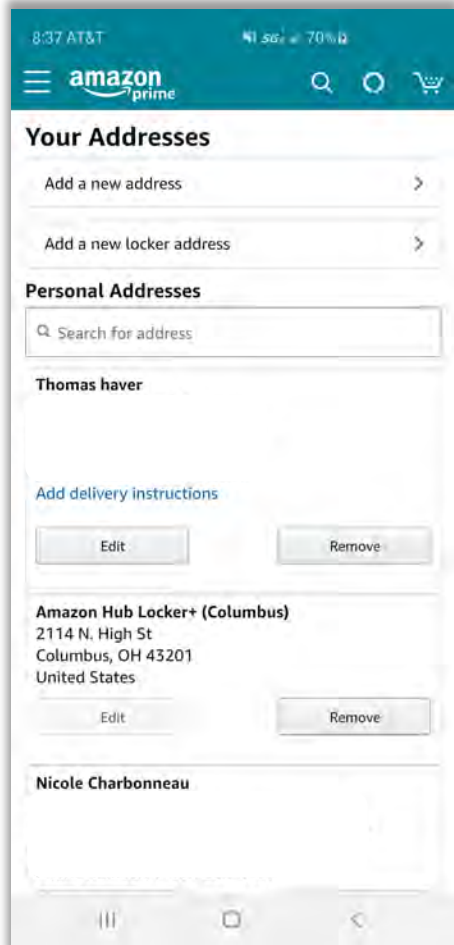 8:37 AT&T 70%
amazon
prime
Your Addresses
Add a new address
Add a new locker address
Personal Addresses
Search for address
Thomas haver
Add delivery instructions
Edit Remove
Amazon Hub Locker+ (Columbus)
2114 N. High St
Columbus, OH 43201
United States
Edit Remove
Nicole Charbonneau